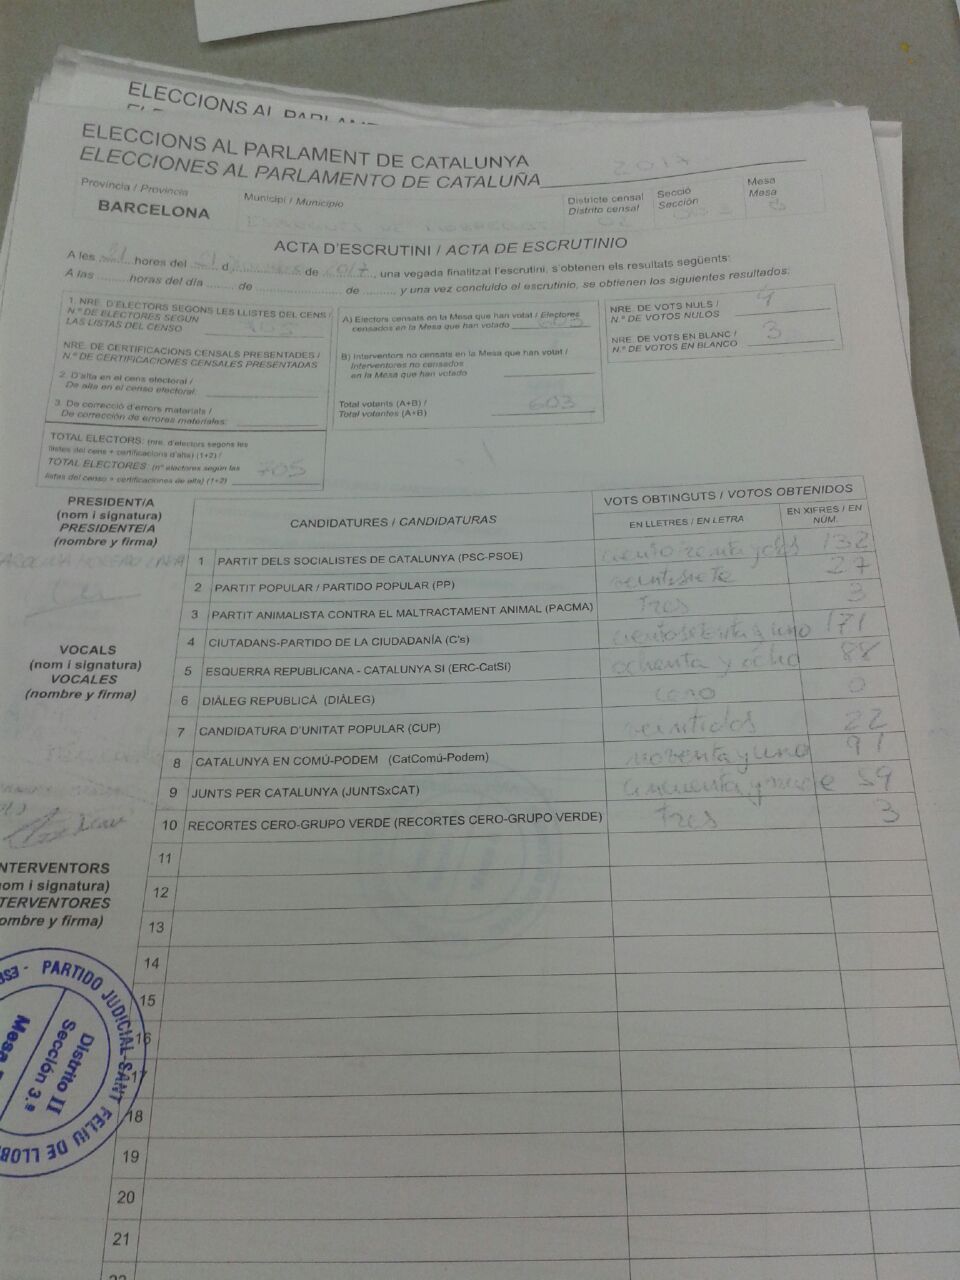 ELECCIONS AL PARLAM
ELECCIONS AL PARLAMENT DE CATALUNYA
ELECCIONES AL PARLAMENTO DE CATALUÑA 2017
Província / Provincia
BARCELONA
Municipi / Municipio
Districte censal
Distrito censal
02
Secció
Sección
Mesa
Mesa
B
ACTA D'ESCRUTINI / ACTA DE ESCRUTINIO
A les 21 hores del 21 d de 2017, una vegada finalitzat l'escrutini, s'obtenen els resultats següents:
A las ........ horas del día ........ de ........ de ........ y una vez concluido el escrutinio, se obtienen los siguientes resultados:
1. NRE. D'ELECTORS SEGONS LES LLISTES DEL CENS /
N.º DE ELECTORES SEGÚN
LAS LISTAS DEL CENSO 705
NRE. DE CERTIFICACIONS CENSALS PRESENTADES /
N.º DE CERTIFICACIONES CENSALES PRESENTADAS
2. D'alta en el cens electoral /
De alta en el censo electoral:
3. De correcció d'errors materials /
De corrección de errores materiales:
TOTAL ELECTORS: (nre. d'electors segons les
llistes del cens + certificacions d'alta) (1+2) /
TOTAL ELECTORES: (nº electores según las
listas del censo + certificaciones de alta) (1+2) 705
A) Electors censats en la Mesa que han votat / Electores
censados en la Mesa que han votado 603
B) Interventors no censats en la Mesa que han votat /
Interventores no censados
en la Mesa que han votado
Total votants (A+B) /
Total votantes (A+B) 603
NRE. DE VOTS NULS /
N.º DE VOTOS NULOS 4
NRE. DE VOTS EN BLANC /
N.º DE VOTOS EN BLANCO 3
PRESIDENT/A
(nom i signatura)
PRESIDENTE/A
(nombre y firma)
VOCALS
(nom i signatura)
VOCALES
(nombre y firma)
NTERVENTORS
om i signatura)
TERVENTORES
ombre y firma)
CANDIDATURES / CANDIDATURAS
VOTS OBTINGUTS / VOTOS OBTENIDOS
EN LLETRES / EN LETRA
EN XIFRES / EN NÚM.
1 PARTIT DELS SOCIALISTES DE CATALUNYA (PSC-PSOE) ciento trenta y dos 132
2 PARTIT POPULAR / PARTIDO POPULAR (PP) veintisiete 27
3 PARTIT ANIMALISTA CONTRA EL MALTRACTAMENT ANIMAL (PACMA) Tres 3
4 CIUTADANS-PARTIDO DE LA CIUDADANÍA (C's) ciento setenta y uno 171
5 ESQUERRA REPUBLICANA - CATALUNYA SÍ (ERC-CatSÍ) ochenta y ocho 88
6 DIÀLEG REPUBLICÀ (DIÀLEG) cero 0
7 CANDIDATURA D'UNITAT POPULAR (CUP) veintidos 22
8 CATALUNYA EN COMÚ-PODEM (CatComú-Podem) noventa y uno 91
9 JUNTS PER CATALUNYA (JUNTSxCAT) cincuenta y nueve 59
10 RECORTES CERO-GRUPO VERDE (RECORTES CERO-GRUPO VERDE) Tres 3
11
12
13
14
15
16
17
18
19
20
21
22
PARTIDO JUDICIAL-SANT FELIU DE LLOB
Distrito II
Sección 3.ª
Mesa